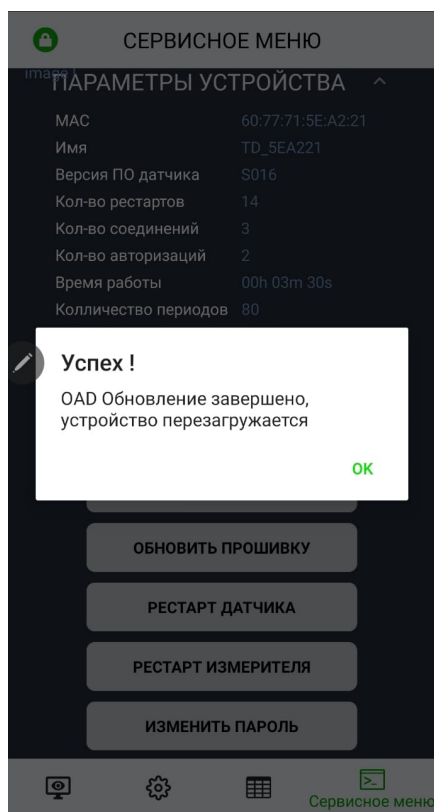 СЕРВИСНОЕ МЕНЮ
image !
ПАРАМЕТРЫ УСТРОЙСТВА
MAC 60:77:71:5E:A2:21
Имя TD_5EA221
Версия ПО датчика S016
Кол-во рестартов 14
Кол-во соединений 3
Кол-во авторизаций 2
Время работы 00h 03m 30s
Колличество периодов 80
Успех !
OAD Обновление завершено,
устройство перезагружается
OK
ОБНОВИТЬ ПРОШИВКУ
РЕСТАРТ ДАТЧИКА
РЕСТАРТ ИЗМЕРИТЕЛЯ
ИЗМЕНИТЬ ПАРОЛЬ
Сервисное меню